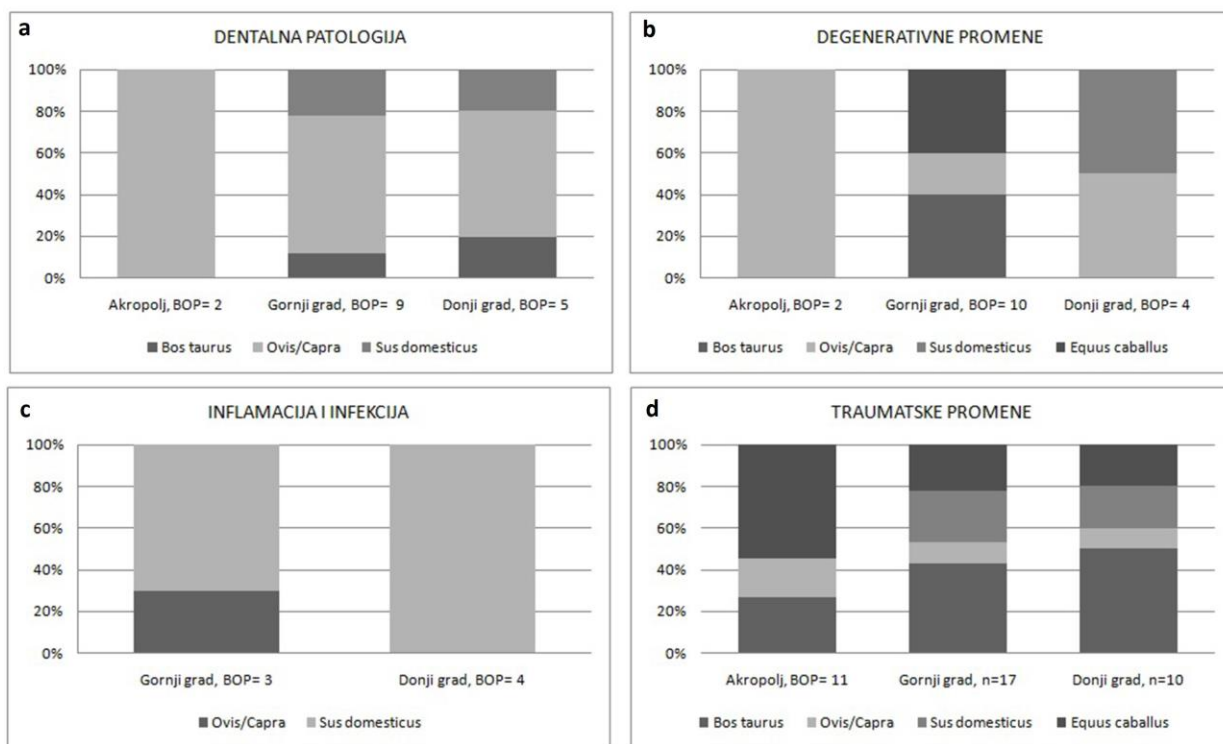 a
DENTALNA PATOLOGIJA
100%
80%
60%
40%
20%
0%
Akropolj, BOP= 2 Gornji grad, BOP= 9 Donji grad, BOP= 5
Bos taurus Ovis/Capra Sus domesticus
b
DEGENERATIVNE PROMENE
100%
80%
60%
40%
20%
0%
Akropolj, BOP= 2 Gornji grad, BOP= 10 Donji grad, BOP= 4
Bos taurus Ovis/Capra Sus domesticus Equus caballus
c
INFLAMACIJA I INFEKCIJA
100%
80%
60%
40%
20%
0%
Gornji grad, BOP= 3 Donji grad, BOP= 4
Ovis/Capra Sus domesticus
d
TRAUMATSKE PROMENE
100%
80%
60%
40%
20%
0%
Akropolj, BOP= 11 Gornji grad, n=17 Donji grad, n=10
Bos taurus Ovis/Capra Sus domesticus Equus caballus